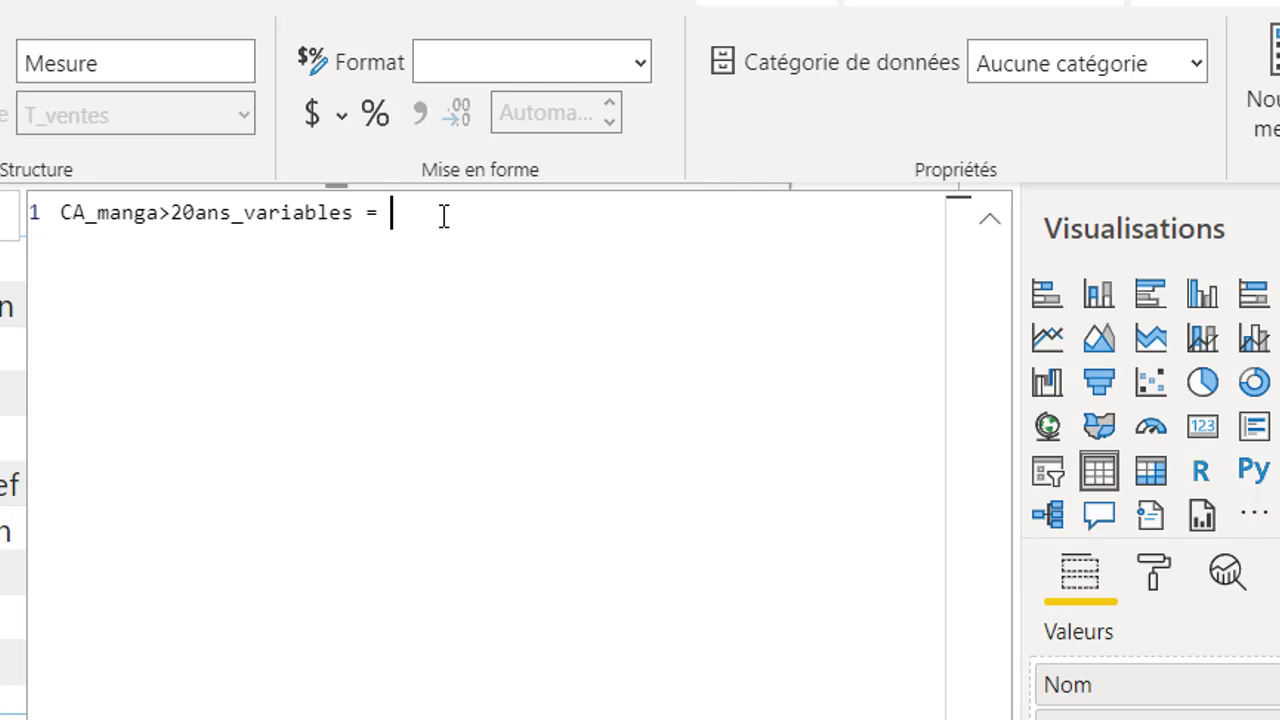 Mesure
Format
Catégorie de données
Aucune catégorie
e
T_ventes
$
%
Automa...
Nou
me
Structure
Mise en forme
Propriétés
1 CA_manga>20ans_variables =
n
ef
n
Visualisations
123
R
Py
Valeurs
Nom